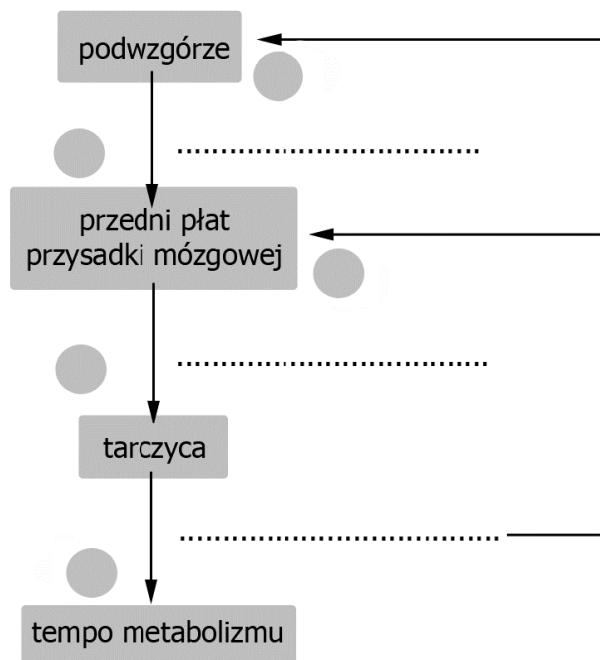 podwzgórze
przedni płat
przysadki mózgowej
tarczyca
tempo metabolizmu